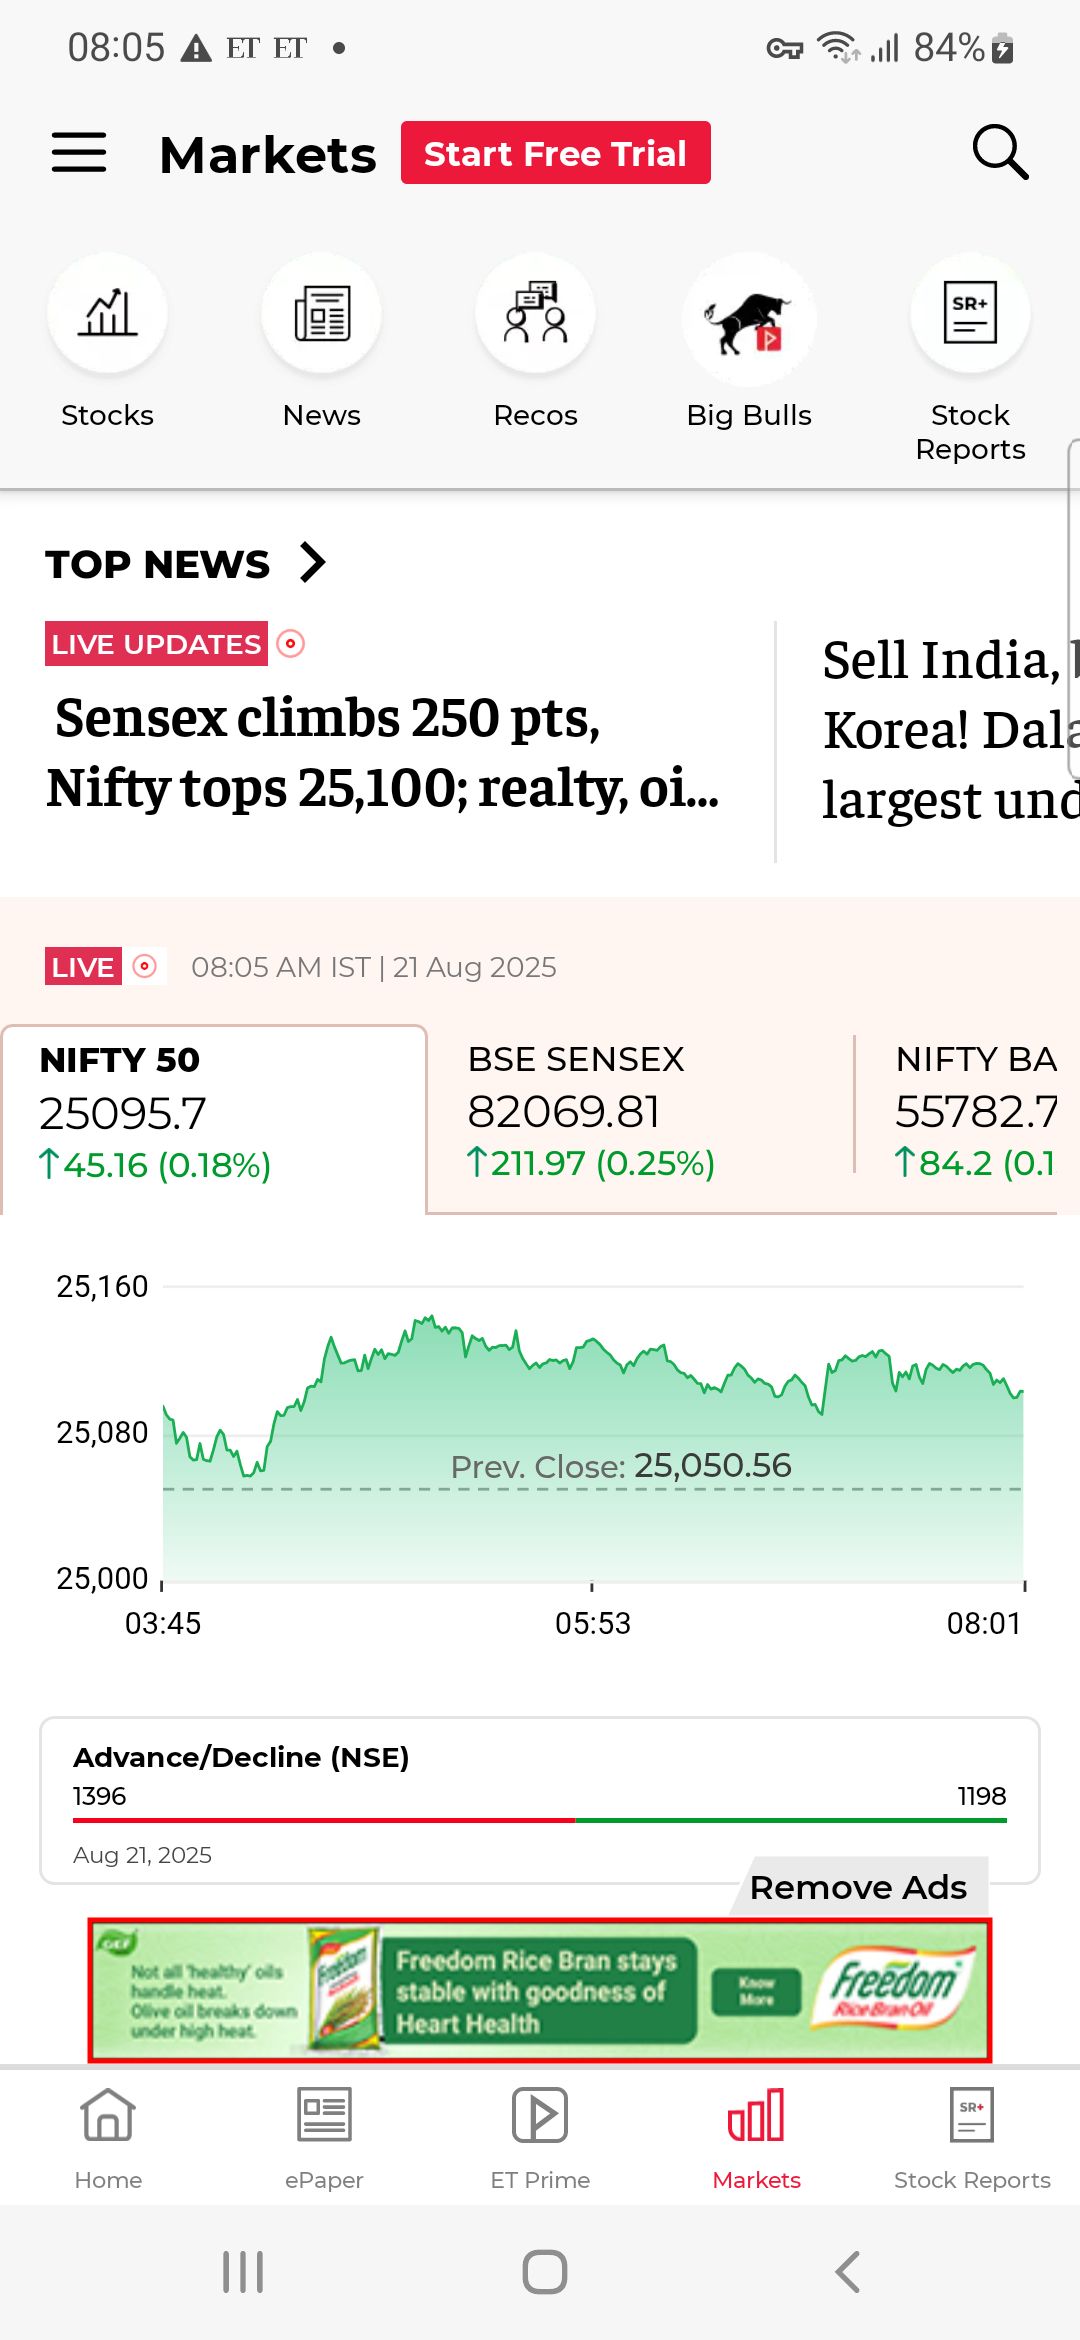 08:05 ET ET 84%
Markets Start Free Trial
Stocks News Recos Big Bulls Stock Reports
SR+
TOP NEWS
LIVE UPDATES
Sensex climbs 250 pts,
Nifty tops 25,100; realty, oi...
Sell India,
Korea! Dala
largest und
LIVE 08:05 AM IST | 21 Aug 2025
NIFTY 50
25095.7
↑45.16 (0.18%)
BSE SENSEX
82069.81
↑211.97 (0.25%)
NIFTY BA
55782.7
↑84.2 (0.1
25,160
25,080
Prev. Close: 25,050.56
25,000
03:45 05:53 08:01
Advance/Decline (NSE)
1396 1198
Aug 21, 2025
Remove Ads
GEF
Not all 'healthy' oils
handle heat.
Olive oil breaks down
under high heat.
Freedom
Freedom Rice Bran stays
stable with goodness of
Heart Health
Know
More
Freedom
Rice Bran Oil
SR+
Home ePaper ET Prime Markets Stock Reports